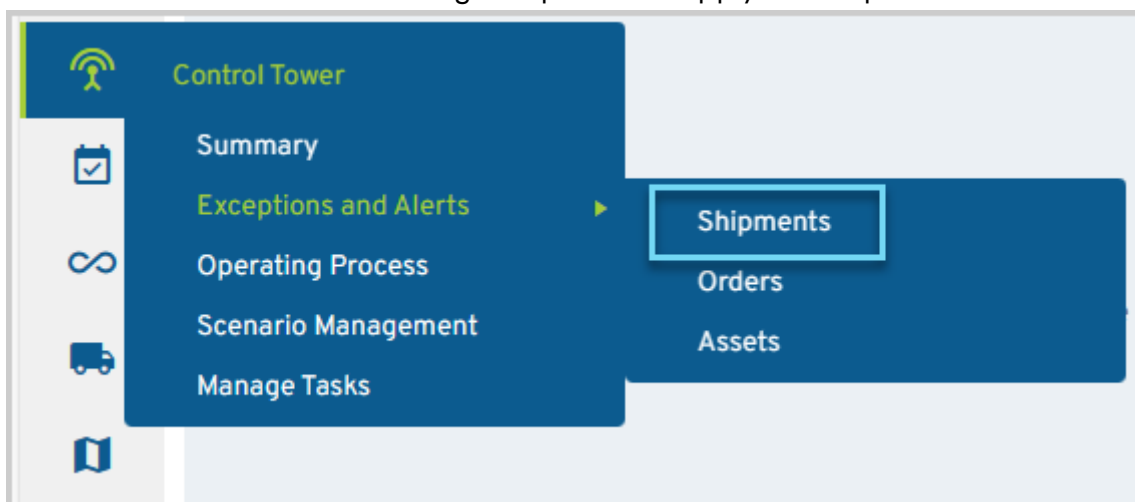 Control Tower
Summary
Exceptions and Alerts
Operating Process
Scenario Management
Manage Tasks
Shipments
Orders
Assets